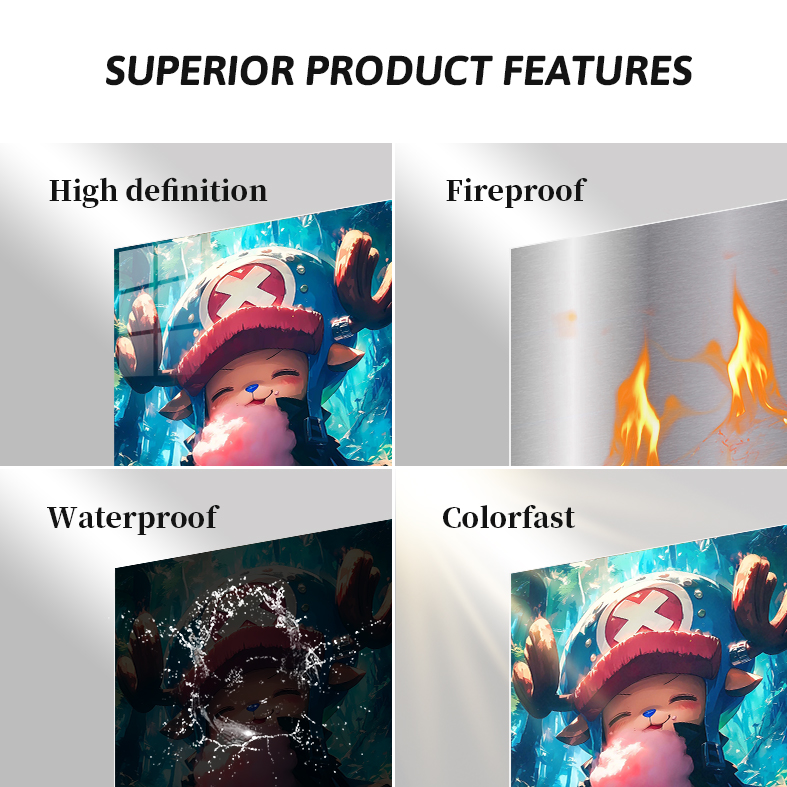 SUPERIOR PRODUCT FEATURES
High definition
Fireproof
Waterproof
Colorfast